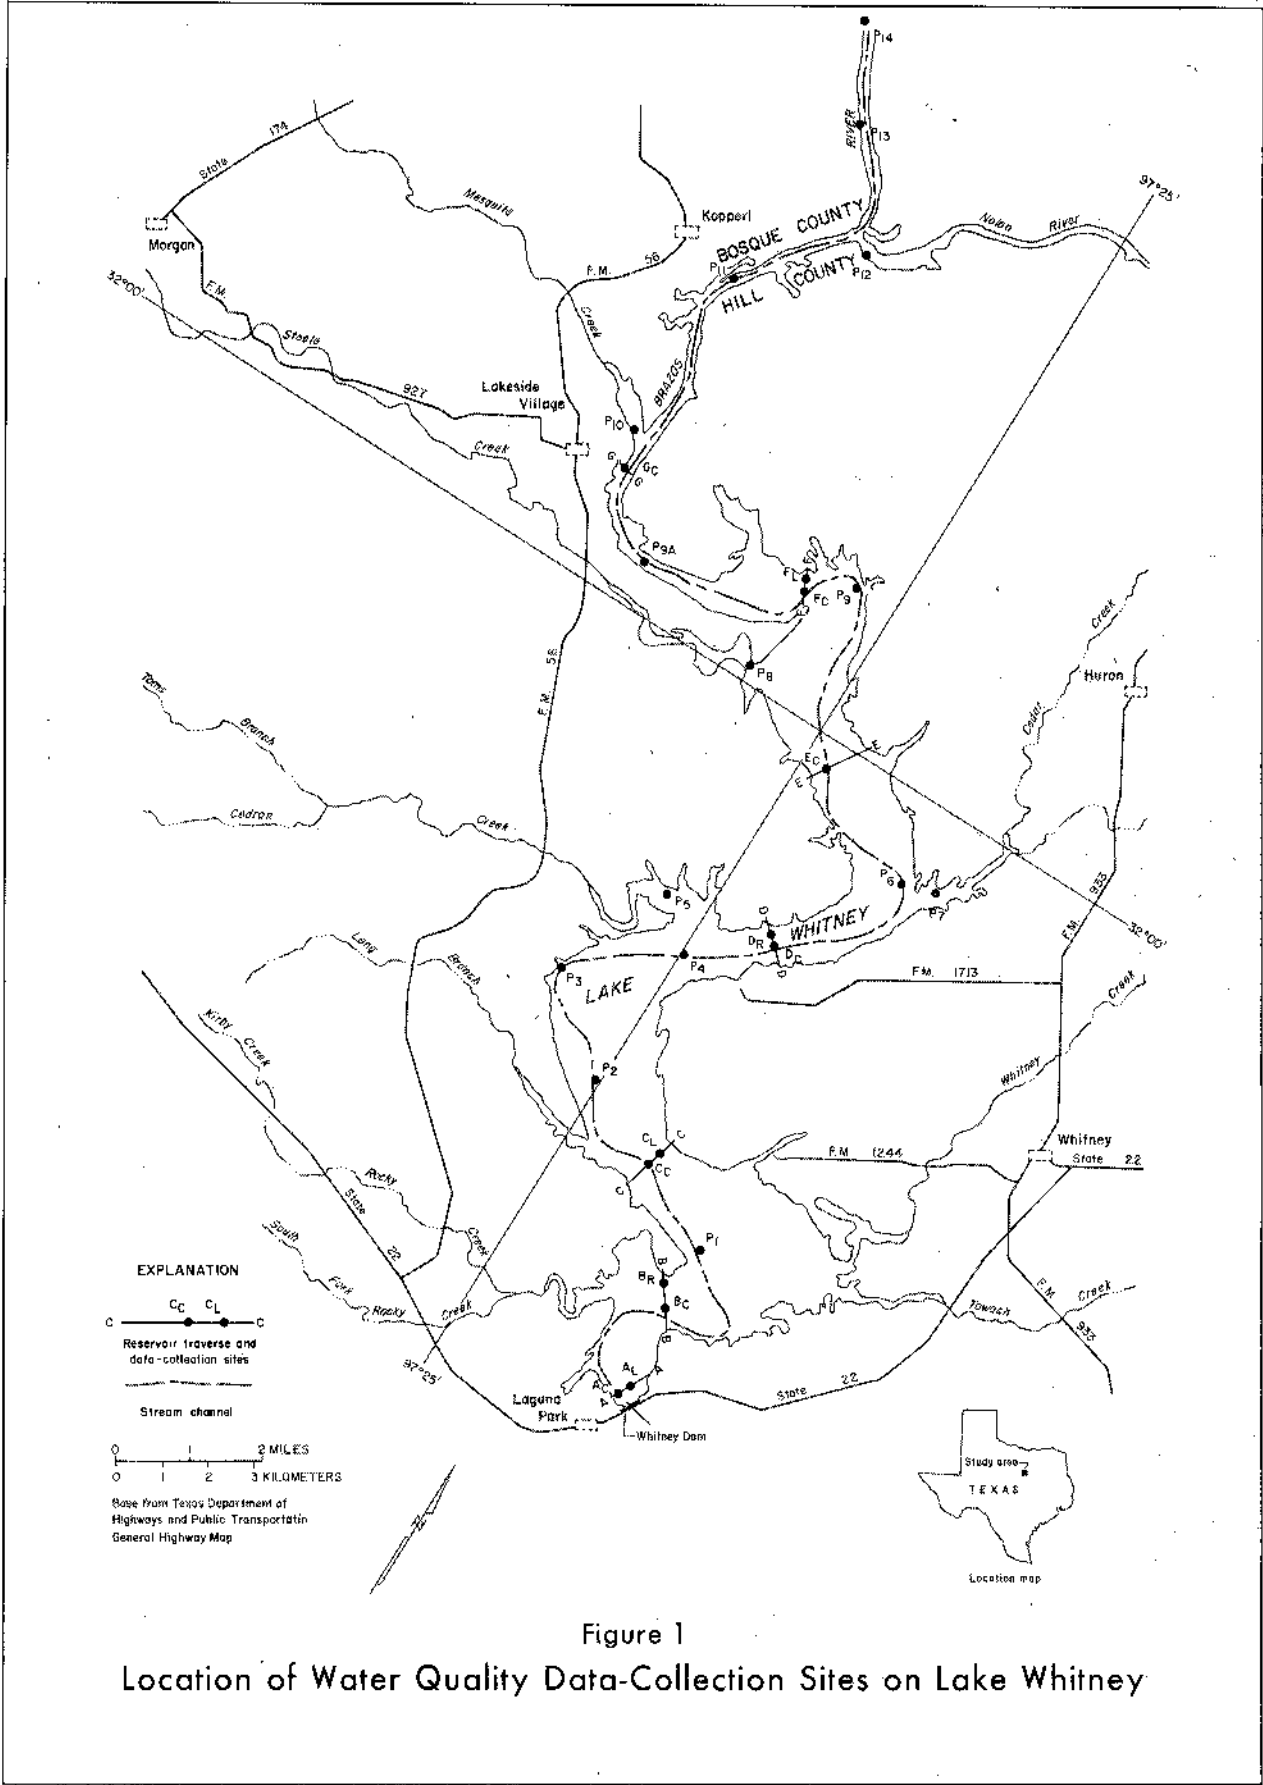 P14
RIVER
P13
174
State
97°25'
Mesquite
Kopperl
BOSQUE COUNTY
Nolan River
Morgan
F.M. 56
P11
HILL COUNTY
P12
32°00'
F.M.
Creek
Steele
927
Lakeside
Village
BRAZOS
P10
Creek
G
GC
G
P9A
FL
FC
P9
Creek
56
P8
Huron
Toms
F.M.
Cedar
Branch
E
EC
E
Cedron
Creek
P6
933
P5
P7
D
WHITNEY
DR
DC
D
F.M.
32°00'
Long
Branch
P4
P3
LAKE
F.M. 1713
Creek
Kirby
Creek
P2
Whitney
C
CL
CC
C
F.M. 1244
Whitney
State 22
Rocky
State
22
South
Creek
P1
Fork
B
BR
BC
B
F.M.
Creek
Towash
933
EXPLANATION
CC CL
C C
Reservoir traverse and
data-collection sites
Rocky
Creek
97°25'
AL
A
AC
A
State 22
Stream channel
Laguna
Park
Whitney Dam
0 1 2 MILES
0 1 2 3 KILOMETERS
Study area
TEXAS
Base from Texas Department of
Highways and Public Transportatin
General Highway Map
Location map
Figure 1
Location of Water Quality Data-Collection Sites on Lake Whitney